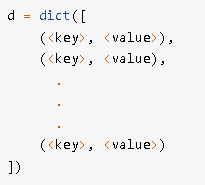 d = dict([
    (<key>, <value>),
    (<key>, <value),
      .
      .
      .
    (<key>, <value>)
])